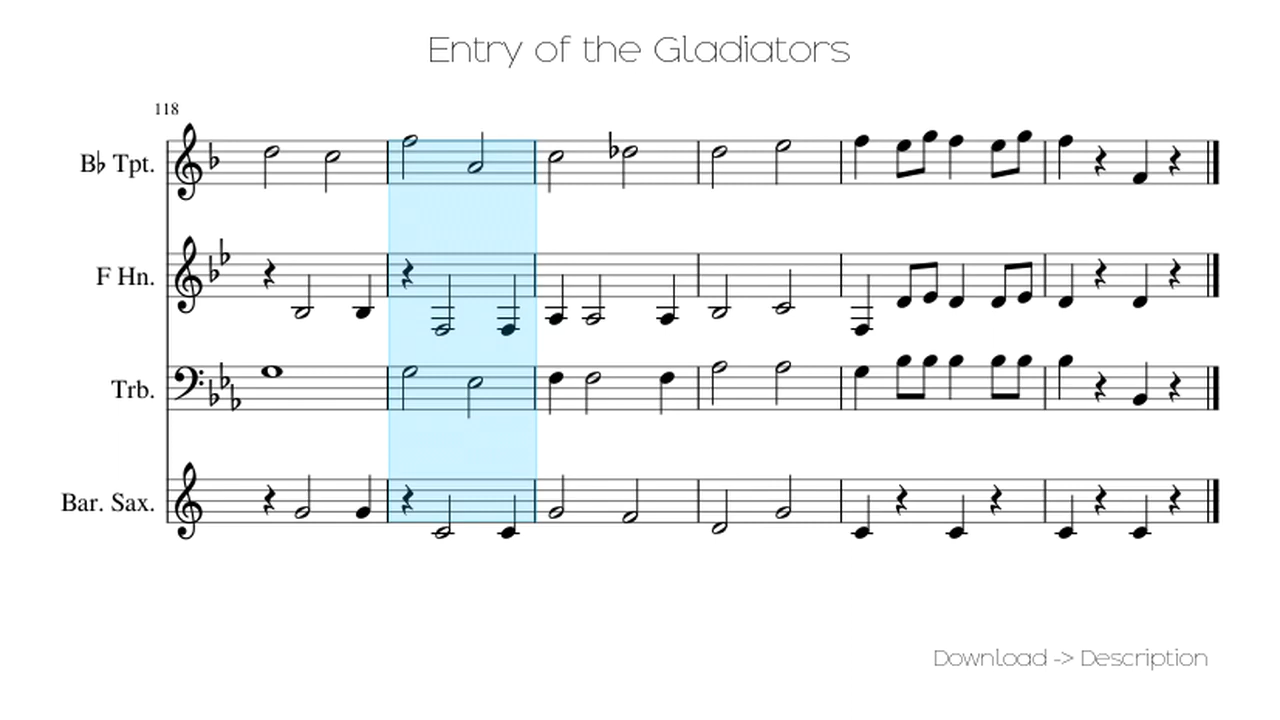 Entry of the Gladiators
118
B♭ Tpt.
F Hn.
Trb.
Bar. Sax.
Download -> Description